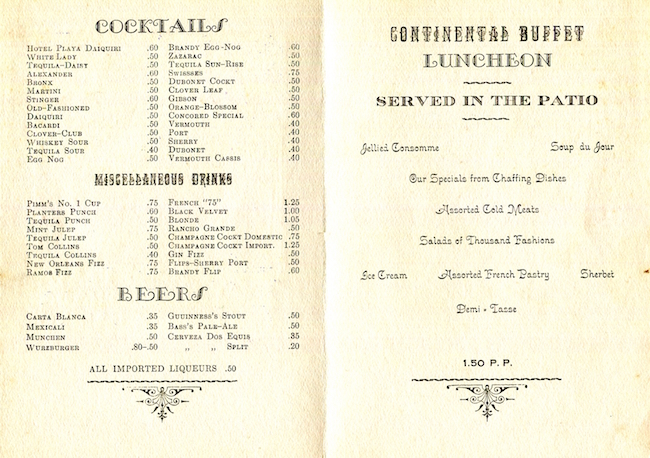 COCKTAILS
HOTEL PLAYA DAIQUIRI .60 BRANDY EGG-NOG .60
WHITE LADY .50 ZAZARAC .50
TEQUILA-DAISY .50 TEQUILA SUN-RISE .50
ALEXANDER .60 SWISSSES .75
BRONX .50 DUBONET COCKT .50
MARTINI .50 CLOVER LEAF .50
STINGER .60 GIBSON .50
OLD-FASHIONED .50 ORANGE-BLOSSOM .50
DAIQUIRI .50 CONCORED SPECIAL .60
BACARDI .50 VERMOUTH .40
CLOVER-CLUB .50 PORT .40
WHISKEY SOUR .50 SHERRY .40
TEQUILA SOUR .40 DUBONET .40
EGG NOG .50 VERMOUTH CASSIS .40
MISCELLANEOUS DRINKS
PIMM'S NO. 1 CUP .75 FRENCH "75" 1.25
PLANTERS PUNCH .60 BLACK VELVET 1.00
TEQUILA PUNCH .50 BLONDE 1.05
MINT JULEP .75 RANCHO GRANDE .50
TEQUILA JULEP .50 CHAMPAGNE COCKT DOMESTIC .75
TOM COLLINS .50 CHAMPAGNE COCKT IMPORT. 1.25
TEQUILA COLLINS .40 GIN FIZZ .50
NEW ORLEANS FIZZ .75 FLIPS-SHERRY PORT .50
RAMOS FIZZ .75 BRANDY FLIP .60
BEERS
CARTA BLANCA .35 GUUINNESS'S STOUT .50
MEXICALI .35 BASS'S PALE-ALE .50
MUNCHEN .50 CERVEZA DOS EQUIS .35
WURZBURGER .80-.50 „ „ SPLIT .20
ALL IMPORTED LIQUEURS .50
CONTINENTAL BUFFET
LUNCHEON
SERVED IN THE PATIO
Jellied Consomme Soup du Jour
Our Specials from Chaffing Dishes
Assorted Cold Meats
Salads of Thousand Fashions
Ice Cream Assorted French Pastry Sherbet
Demi - Tasse
1.50 P. P.